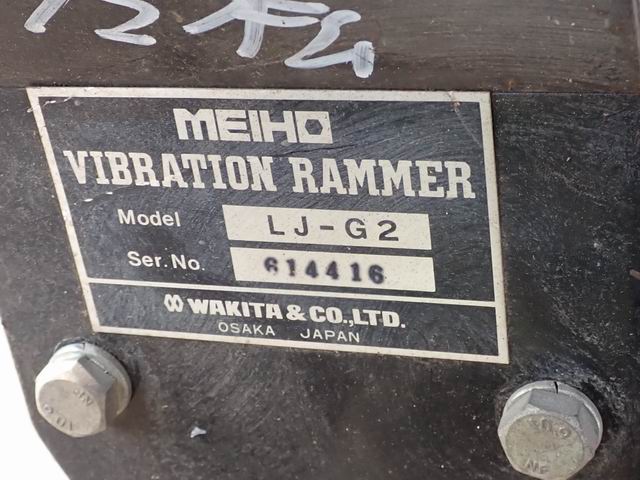 MEIHO
VIBRATION RAMMER
Model LJ-G2
Ser. No. 614416
WAKITA & CO., LTD.
OSAKA JAPAN